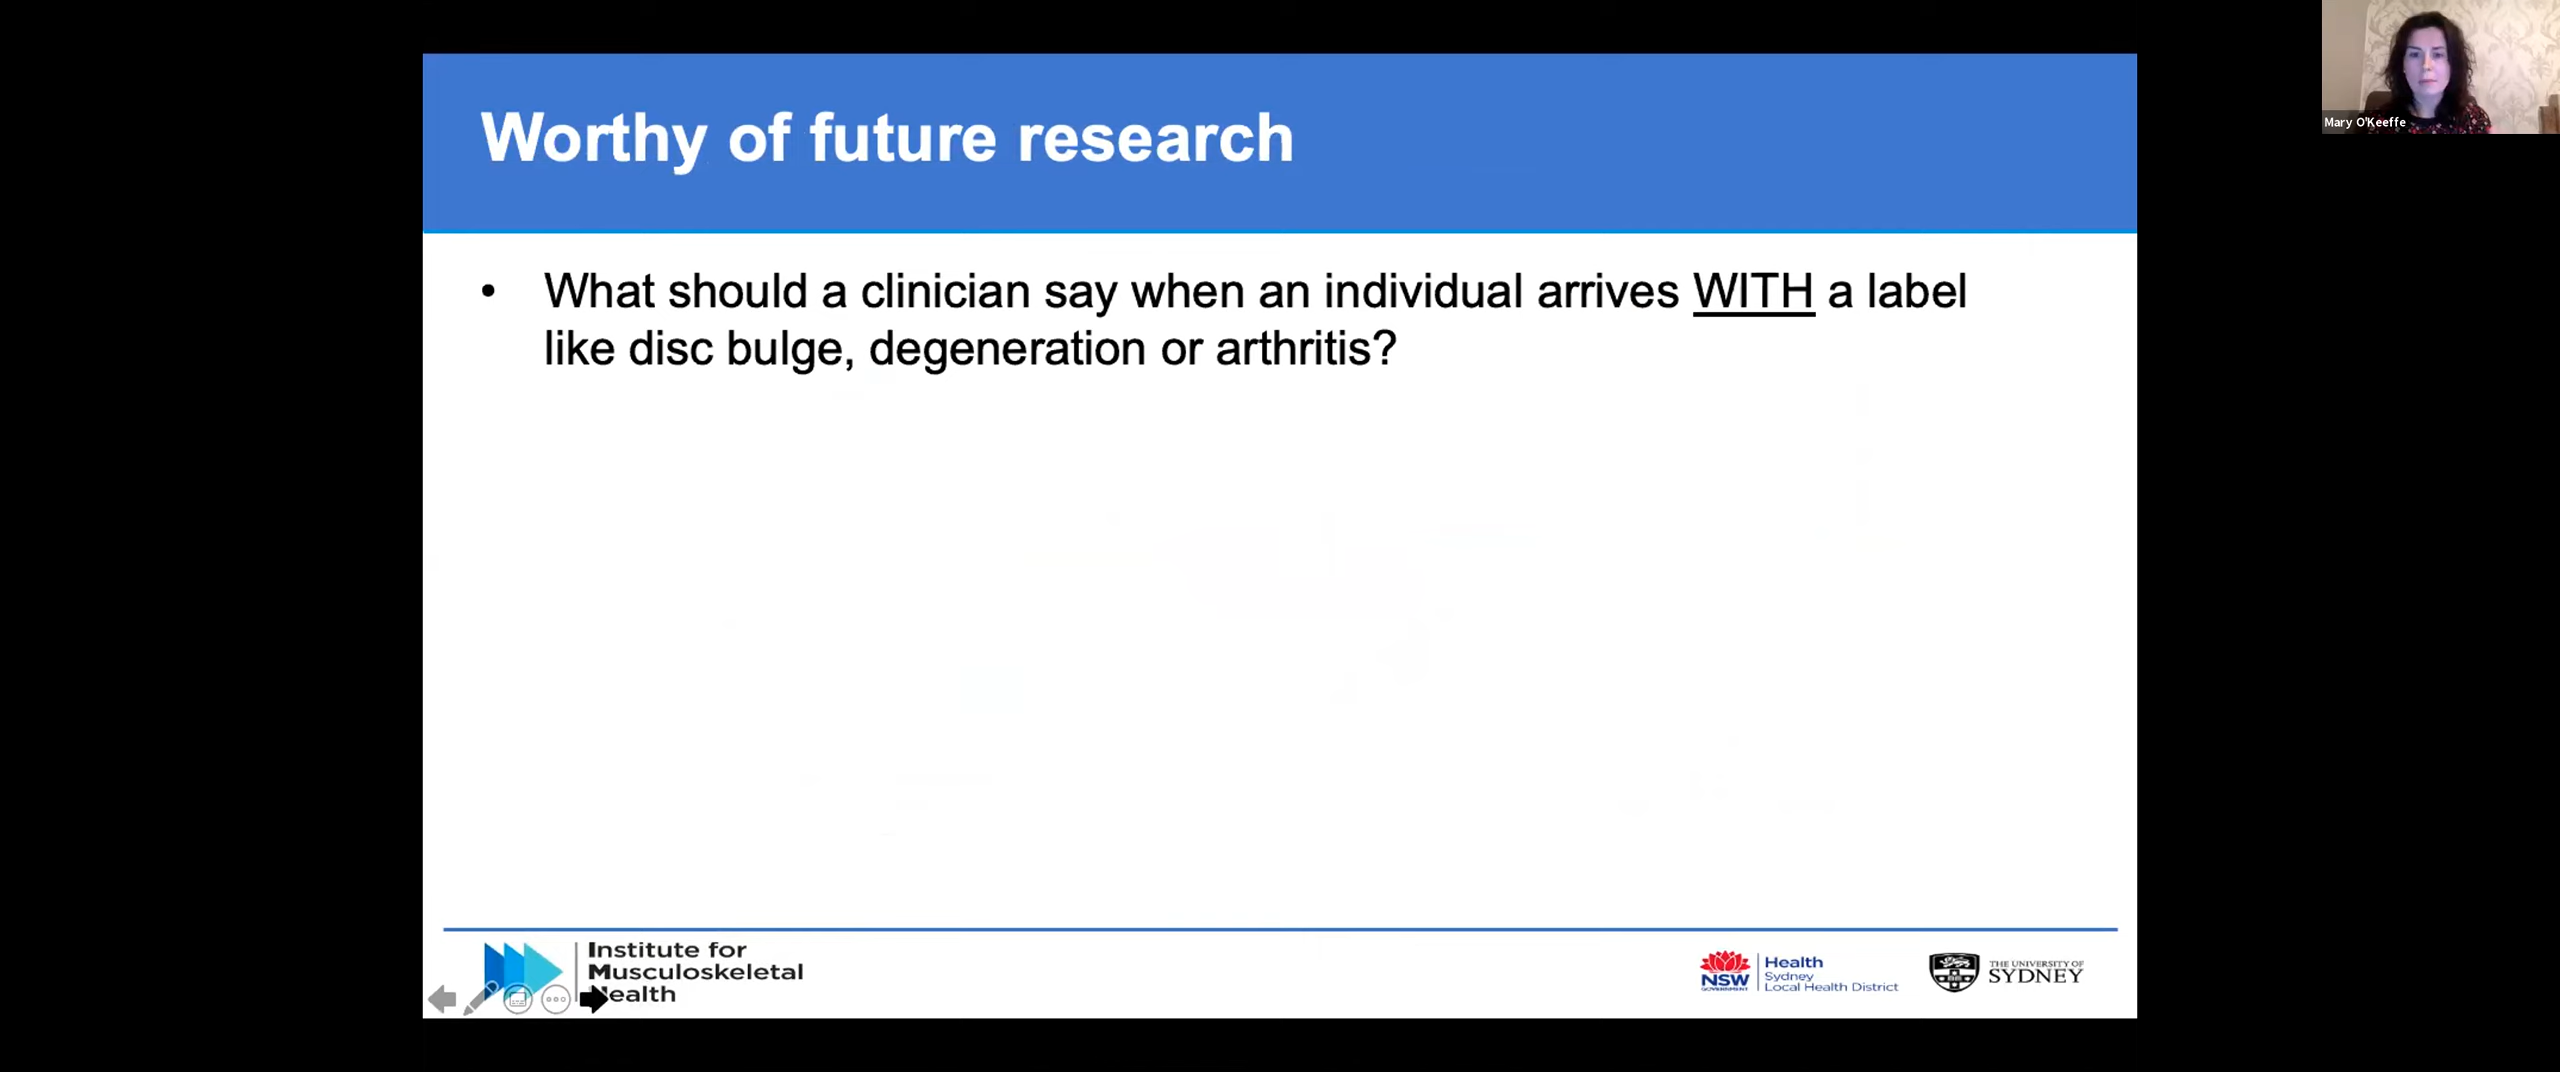 Worthy of future research
• What should a clinician say when an individual arrives WITH a label
like disc bulge, degeneration or arthritis?
Institute for
Musculoskeletal
Health
NSW
GOVERNMENT
Health
Sydney
Local Health District
THE UNIVERSITY OF
SYDNEY
Mary O'Keeffe